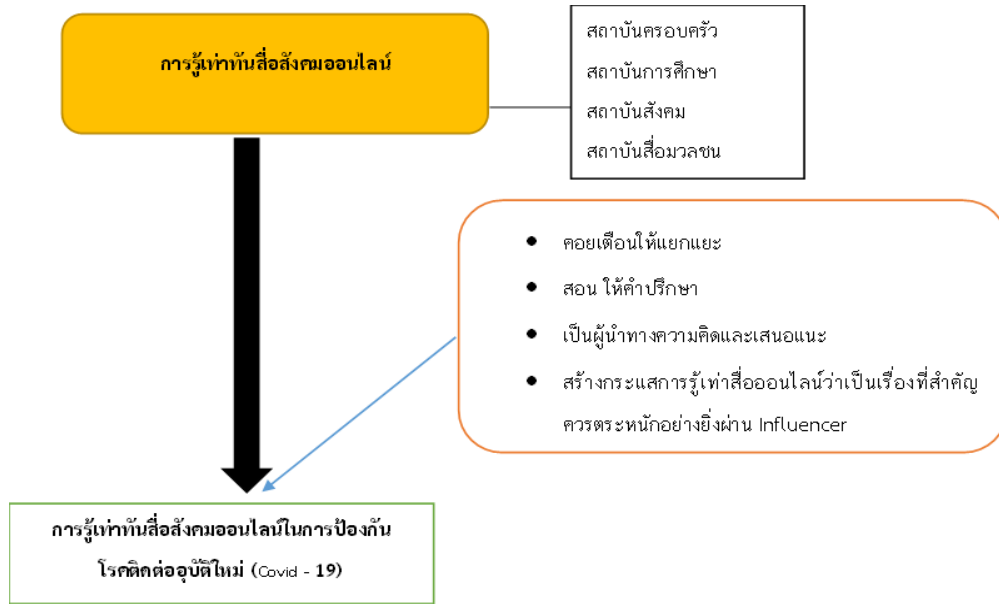 การรู้เท่าทันสื่อสังคมออนไลน์
สถาบันครอบครัว
สถาบันการศึกษา
สถาบันสังคม
สถาบันสื่อมวลชน
คอยเตือนให้แยกแยะ
สอน ให้คำปรึกษา
เป็นผู้นำทางความคิดและเสนอแนะ
สร้างกระแสการรู้เท่าสื่อออนไลน์ว่าเป็นเรื่องที่สำคัญ
ควรตระหนักอย่างยิ่งผ่าน Influencer
การรู้เท่าทันสื่อสังคมออนไลน์ในการป้องกัน
โรคติดต่ออุบัติใหม่ (Covid - 19)